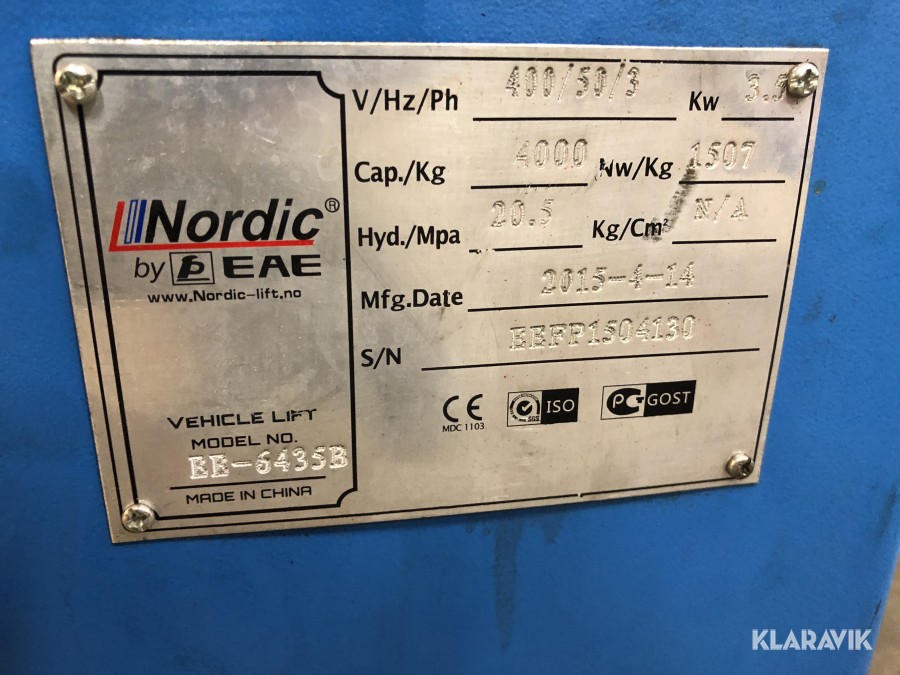 Nordic®
by EAE
www.Nordic-lift.no
VEHICLE LIFT
MODEL NO.
EE-6435B
MADE IN CHINA
V/Hz/Ph 400/50/3 Kw
Cap./Kg 4000 Nw/Kg 1507
Hyd./Mpa 20.5 Kg/Cm² N/A
Mfg.Date 2015-4-14
S/N EEFP1504130
CE
MDC 1103
SGS
ISO
PG GOST
KLARAVIK